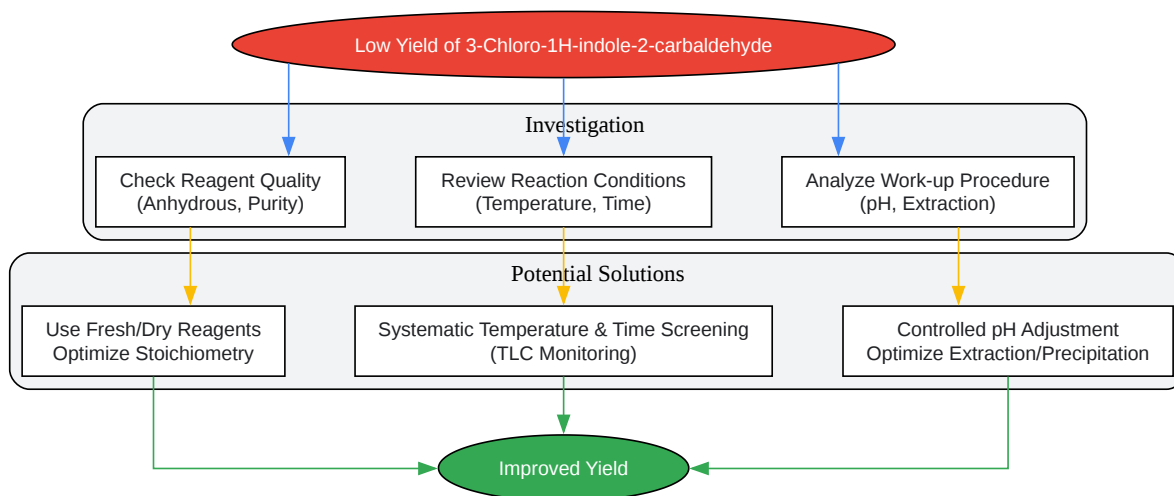 Low Yield of 3-Chloro-1H-indole-2-carbaldehyde
Investigation
Check Reagent Quality
(Anhydrous, Purity)
Review Reaction Conditions
(Temperature, Time)
Analyze Work-up Procedure
(pH, Extraction)
Potential Solutions
Use Fresh/Dry Reagents
Optimize Stoichiometry
Systematic Temperature & Time Screening
(TLC Monitoring)
Controlled pH Adjustment
Optimize Extraction/Precipitation
Improved Yield